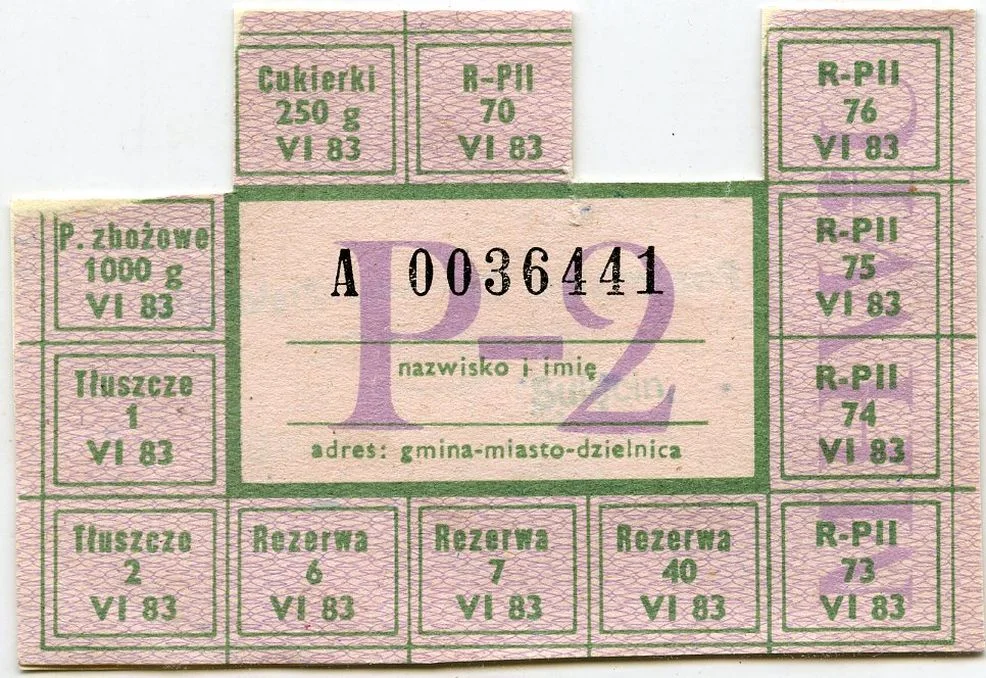 Cukierki
250 g
VI 83
R-PII
70
VI 83
R-PII
76
VI 83
P. zbożowe
1000 g
VI 83
A 0036441
P-2
nazwisko i imię
adres: gmina-miasto-dzielnica
R-PII
75
VI 83
Tłuszcze
1
VI 83
R-PII
74
VI 83
Tłuszcze
2
VI 83
Rezerwa
6
VI 83
Rezerwa
7
VI 83
Rezerwa
40
VI 83
R-PII
73
VI 83